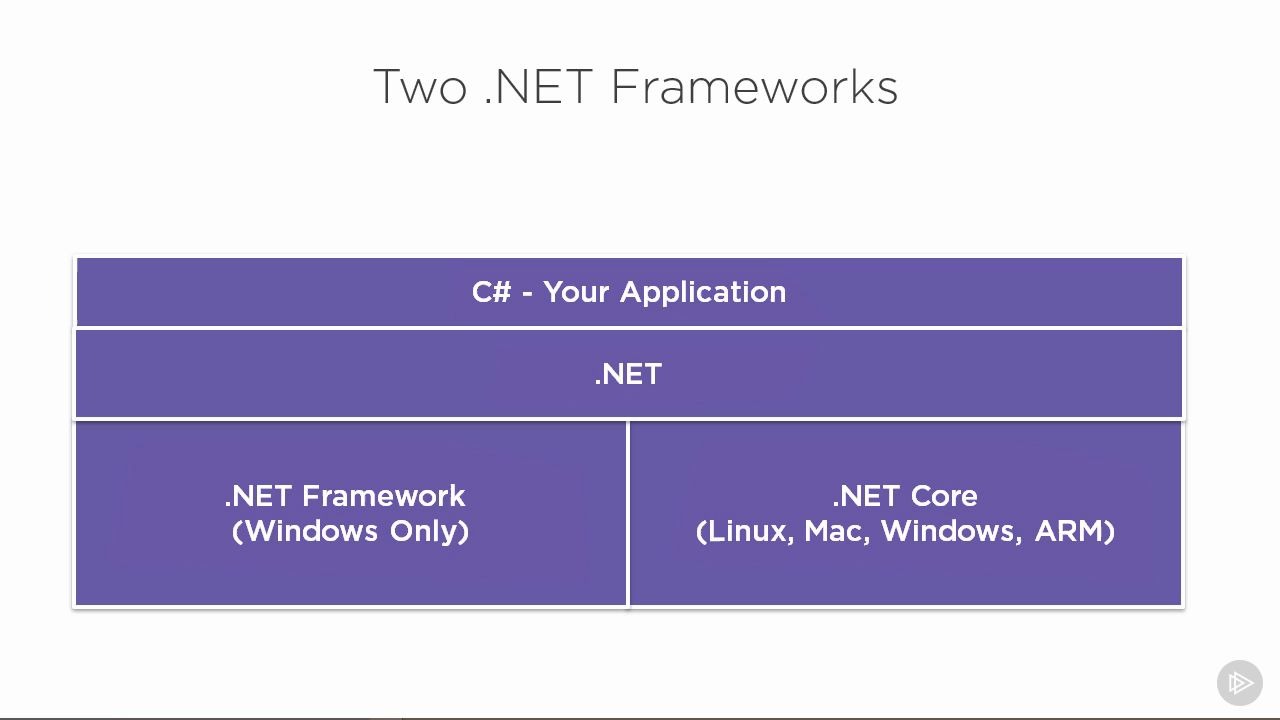 Two .NET Frameworks
C# - Your Application
.NET
.NET Framework
(Windows Only)
.NET Core
(Linux, Mac, Windows, ARM)